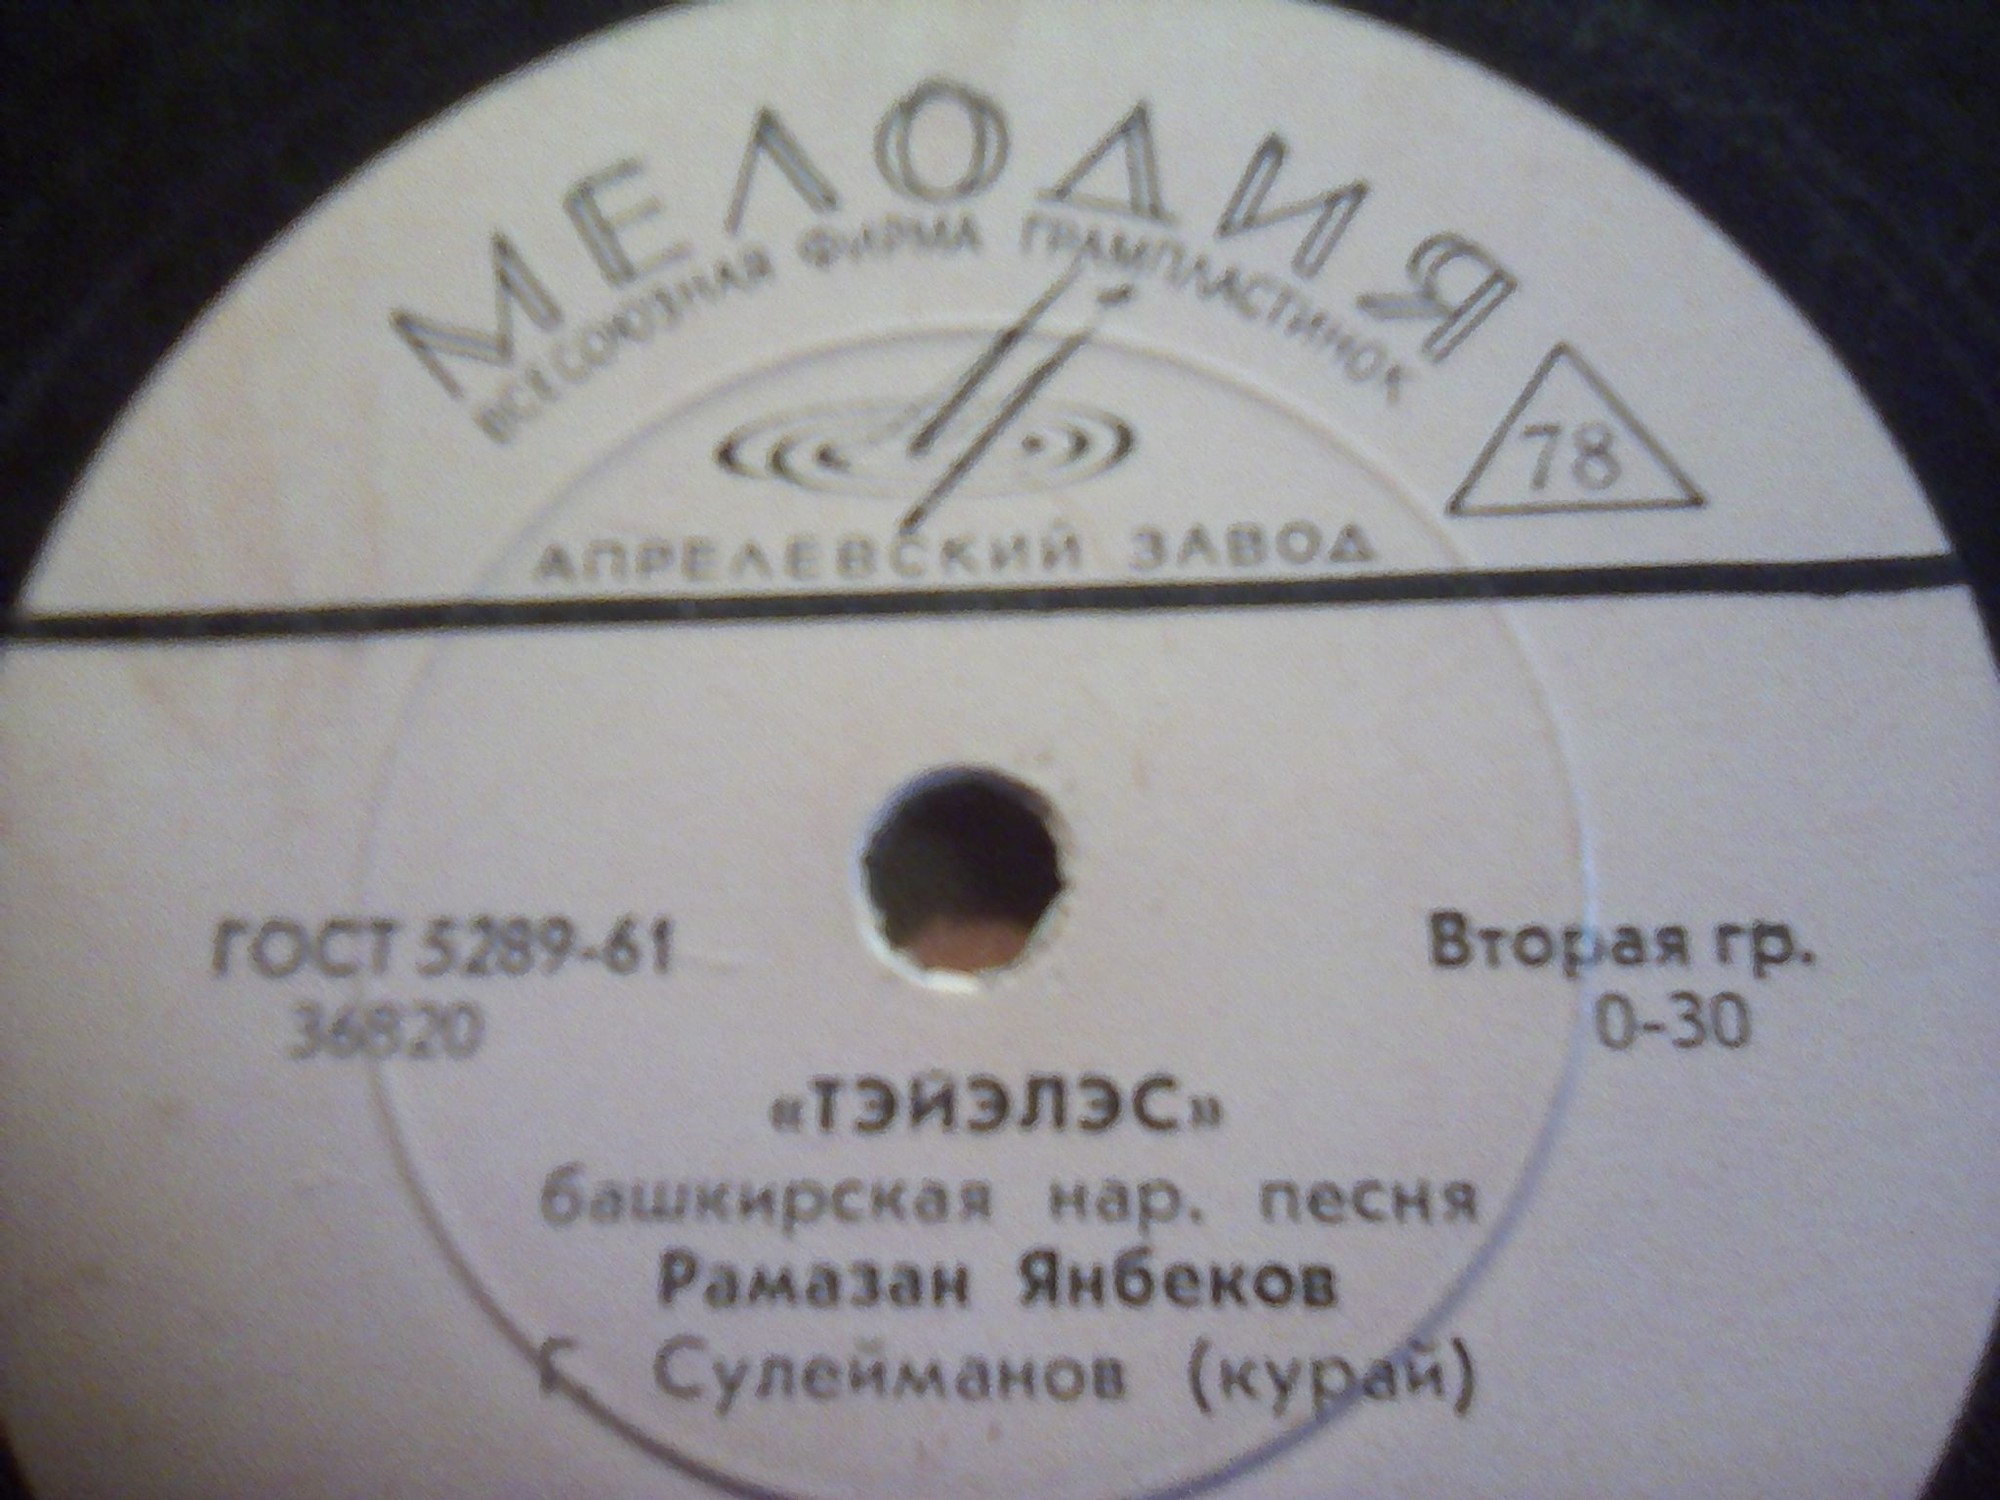 МЕЛОДИЯ
ВСЕСОЮЗНАЯ ФИРМА ГРАМПЛАСТИНОК
78
АПРЕЛЕВСКИЙ ЗАВОД
ГОСТ 5289-61
Вторая гр.
36820
0-30
«ТЭЙЭЛЭС»
башкирская нар. песня
Рамазан Янбеков
Г. Сулейманов (курай)